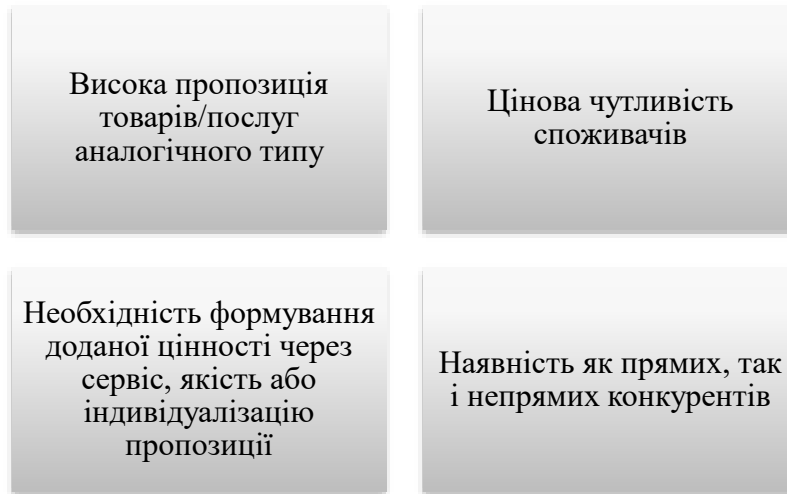 Висока пропозиція
товарів/послуг
аналогічного типу
Цінова чутливість
споживачів
Необхідність формування
доданої цінності через
сервіс, якість або
індивідуалізацію
пропозиції
Наявність як прямих, так
і непрямих конкурентів